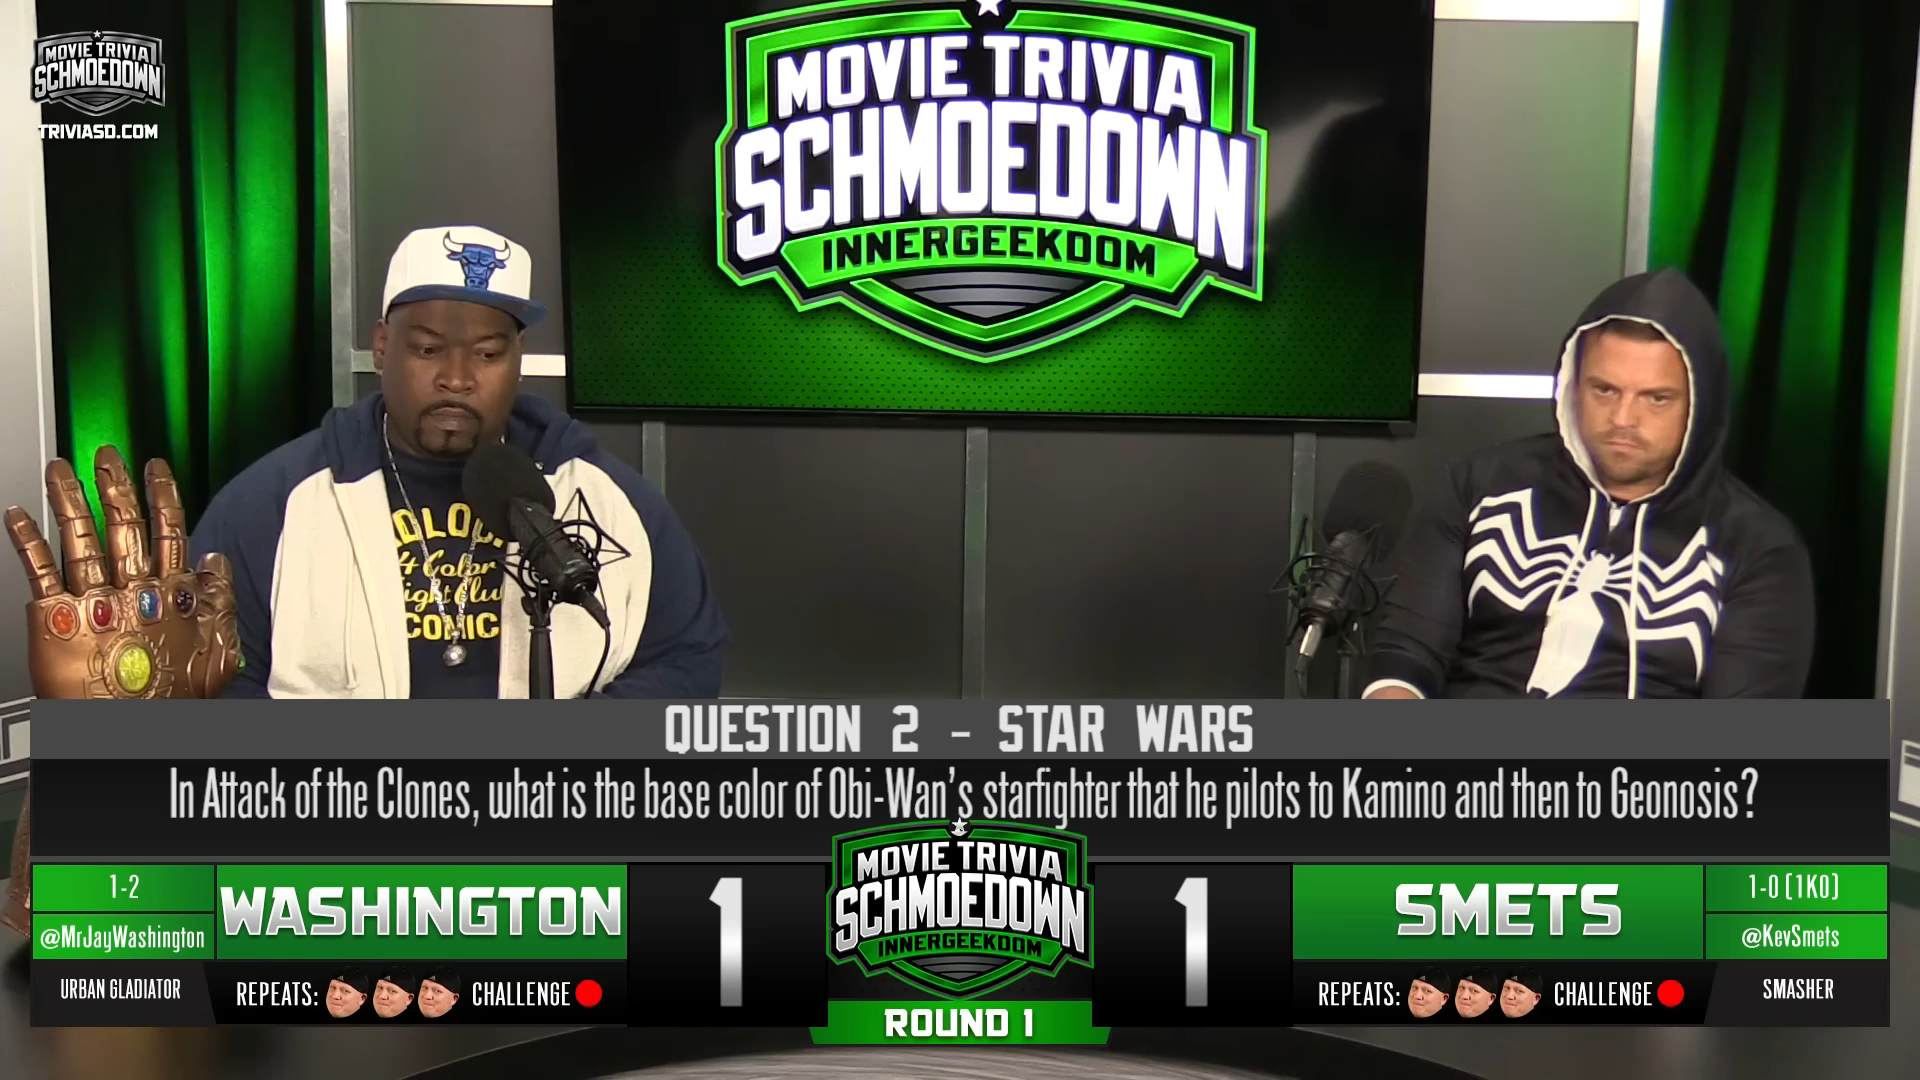 MOVIE TRIVIA
SCHMOEDOWN
TRIVIASD.COM
MOVIE TRIVIA
SCHMOEDOWN
INNERGEEKDOM
4 Color
COMIC
QUESTION 2 - STAR WARS
In Attack of the Clones, what is the base color of Obi-Wan's starfighter that he pilots to Kamino and then to Geonosis?
1-2
@MrJayWashington
WASHINGTON
1
MOVIE TRIVIA
SCHMOEDOWN
INNERGEEKDOM
1
SMETS
1-0 (1KO)
@KevSmets
URBAN GLADIATOR
REPEATS: CHALLENGE
ROUND 1
REPEATS: CHALLENGE
SMASHER